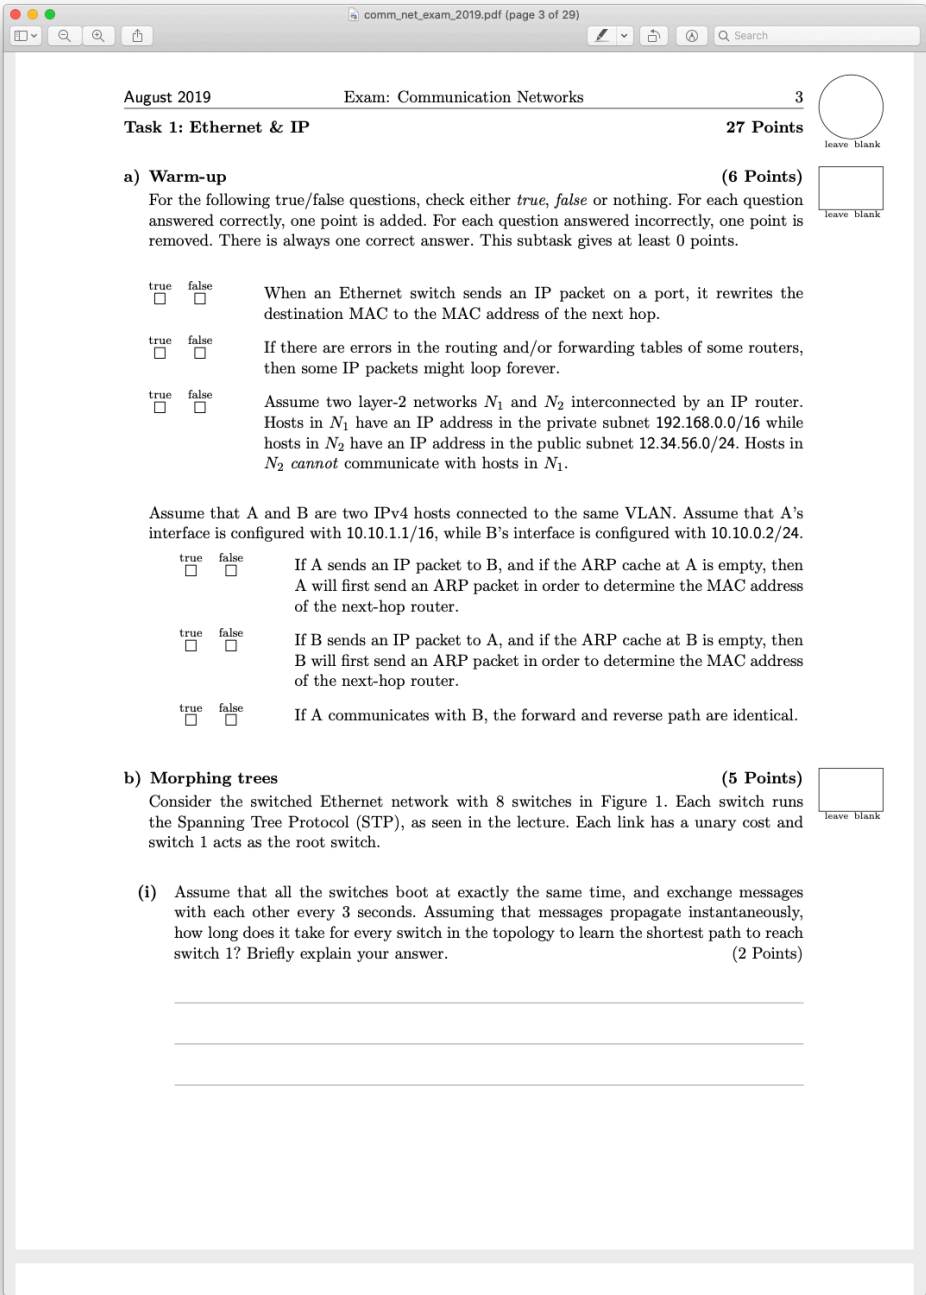 comm_net_exam_2019.pdf (page 3 of 29)
Search
August 2019 Exam: Communication Networks 3
Task 1: Ethernet & IP 27 Points
leave blank
a) Warm-up (6 Points)
leave blank
For the following true/false questions, check either true, false or nothing. For each question
answered correctly, one point is added. For each question answered incorrectly, one point is
removed. There is always one correct answer. This subtask gives at least 0 points.
true false
When an Ethernet switch sends an IP packet on a port, it rewrites the
destination MAC to the MAC address of the next hop.
true false
If there are errors in the routing and/or forwarding tables of some routers,
then some IP packets might loop forever.
true false
Assume two layer-2 networks N1 and N2 interconnected by an IP router.
Hosts in N1 have an IP address in the private subnet 192.168.0.0/16 while
hosts in N2 have an IP address in the public subnet 12.34.56.0/24. Hosts in
N2 cannot communicate with hosts in N1.
Assume that A and B are two IPv4 hosts connected to the same VLAN. Assume that A's
interface is configured with 10.10.1.1/16, while B's interface is configured with 10.10.0.2/24.
true false
If A sends an IP packet to B, and if the ARP cache at A is empty, then
A will first send an ARP packet in order to determine the MAC address
of the next-hop router.
true false
If B sends an IP packet to A, and if the ARP cache at B is empty, then
B will first send an ARP packet in order to determine the MAC address
of the next-hop router.
true false
If A communicates with B, the forward and reverse path are identical.
b) Morphing trees (5 Points)
leave blank
Consider the switched Ethernet network with 8 switches in Figure 1. Each switch runs
the Spanning Tree Protocol (STP), as seen in the lecture. Each link has a unary cost and
switch 1 acts as the root switch.
(i) Assume that all the switches boot at exactly the same time, and exchange messages
with each other every 3 seconds. Assuming that messages propagate instantaneously,
how long does it take for every switch in the topology to learn the shortest path to reach
switch 1? Briefly explain your answer. (2 Points)